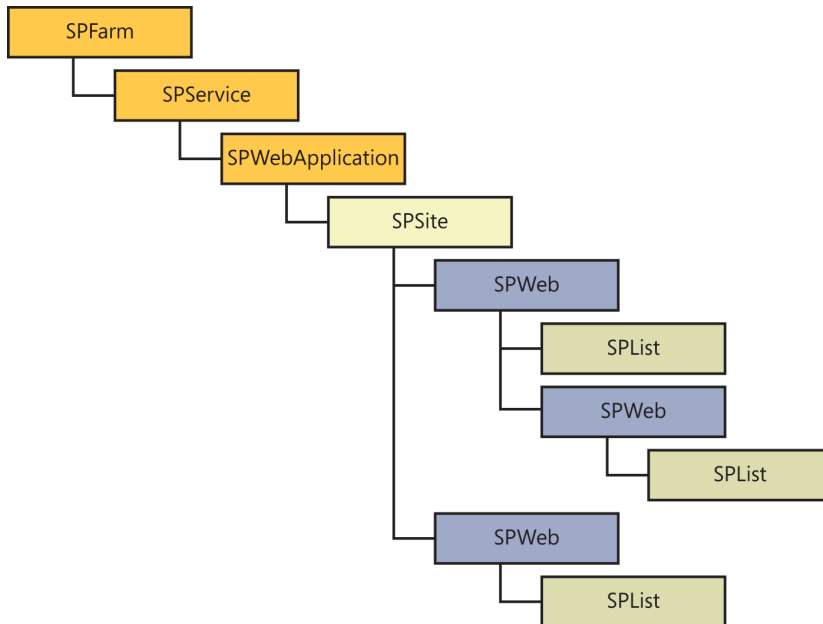 SPFarm
SPService
SPWebApplication
SPSite
SPWeb
SPList
SPWeb
SPList
SPWeb
SPList